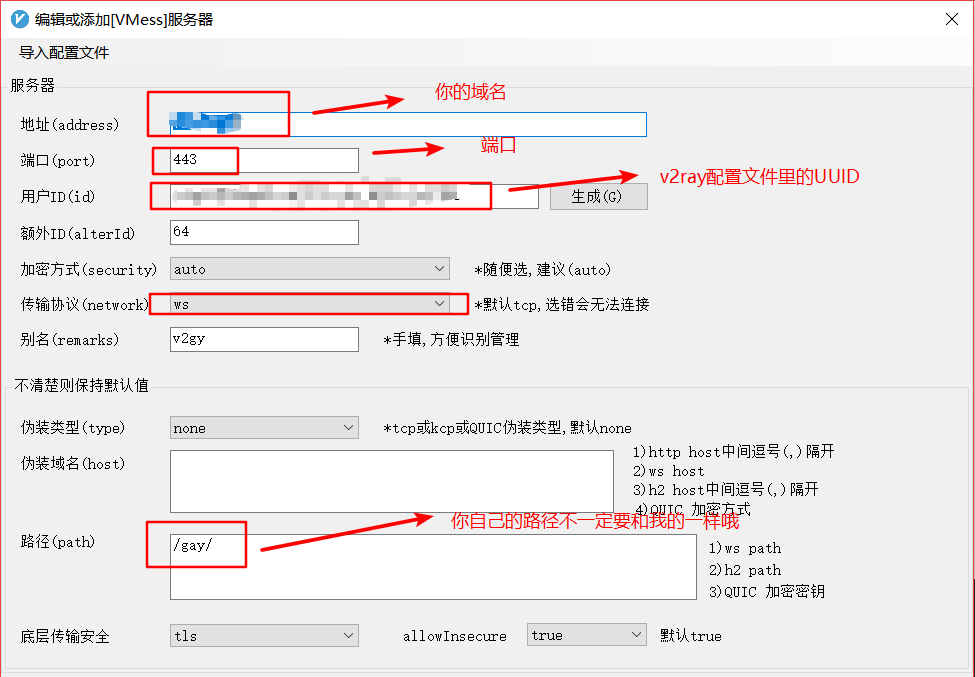 编辑或添加[VMess]服务器
导入配置文件
服务器
你的域名
地址(address)
端口(port) 443 端口
用户ID(id) 生成(G) v2ray配置文件里的UUID
额外ID(alterId) 64
加密方式(security) auto *随便选,建议(auto)
传输协议(network) ws *默认tcp,选错会无法连接
别名(remarks) v2gy *手填,方便识别管理
不清楚则保持默认值
伪装类型(type) none *tcp或kcp或QUIC伪装类型,默认none
伪装域名(host)
1)http host中间逗号(,)隔开
2)ws host
3)h2 host中间逗号(,)隔开
4)QUIC 加密方式
你自己的路径不一定要和我的一样哦
路径(path) /gay/
1)ws path
2)h2 path
3)QUIC 加密密钥
底层传输安全 tls allowInsecure true 默认true